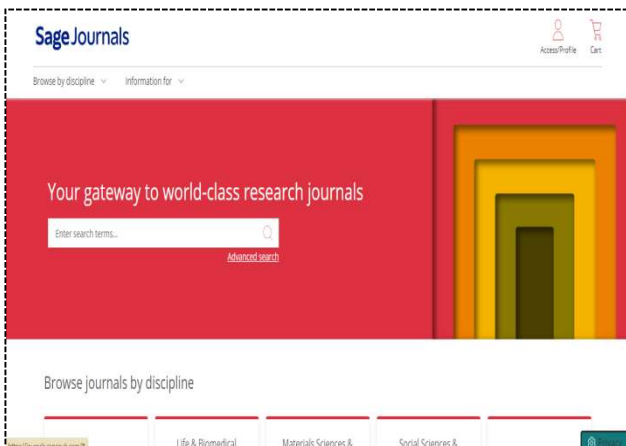 Sage Journals
Access/Profile Cart
Browse by discipline Information for
Your gateway to world-class research journals
Enter search terms...
Advanced search
Browse journals by discipline
Life & Biomedical Materials Sciences & Social Sciences &
Privacy